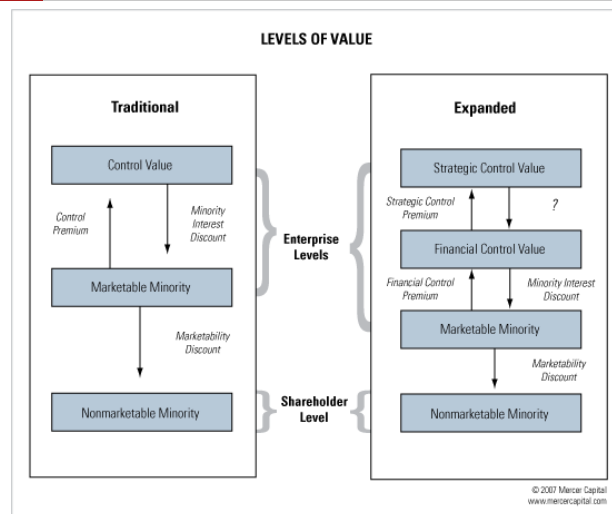 LEVELS OF VALUE
Traditional
Control Value
Control
Premium
Minority
Interest
Discount
Marketable Minority
Marketability
Discount
Nonmarketable Minority
Enterprise
Levels
Shareholder
Level
Expanded
Strategic Control Value
Strategic Control
Premium
?
Financial Control Value
Financial Control
Premium
Minority Interest
Discount
Marketable Minority
Marketability
Discount
Nonmarketable Minority
© 2007 Mercer Capital
www.mercercapital.com